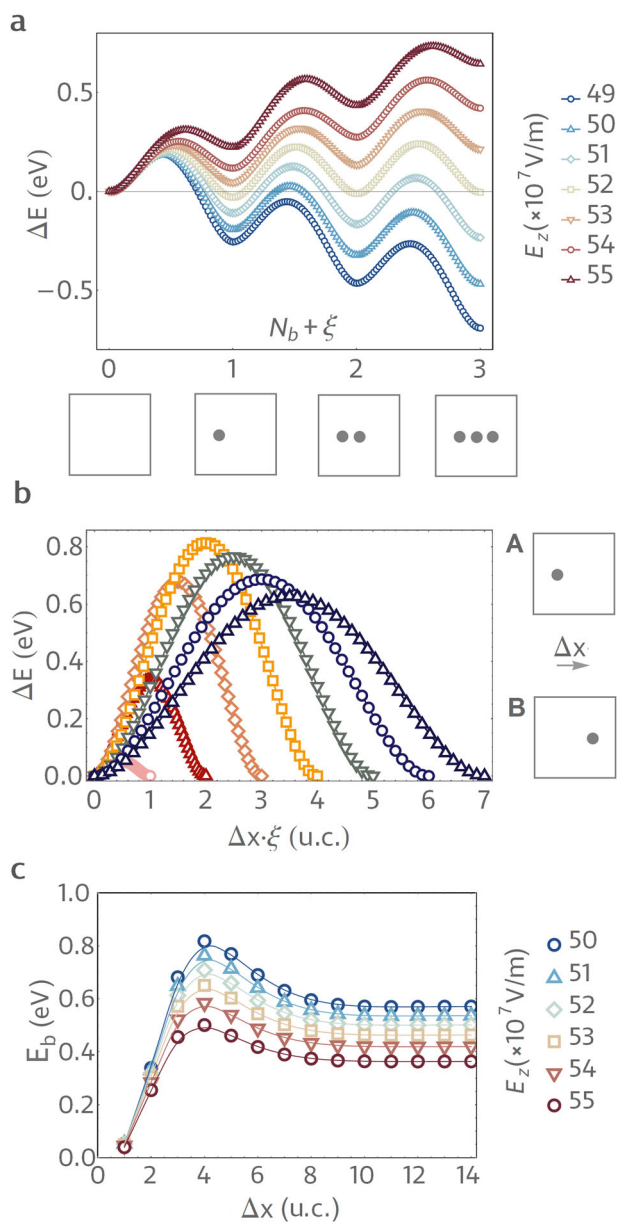 a
ΔE (eV)
0.5
0.
−0.5
N_b + ξ
0 1 2 3
E_z (×10^7 V/m)
49
50
51
52
53
54
55
b
ΔE (eV)
0.8
0.6
0.4
0.2
0.0
0 1 2 3 4 5 6 7
Δx·ξ (u.c.)
A
Δx
B
c
E_b (eV)
1.0
0.8
0.6
0.4
0.2
0.0
0 2 4 6 8 10 12 14
Δx (u.c.)
E_z (×10^7 V/m)
50
51
52
53
54
55